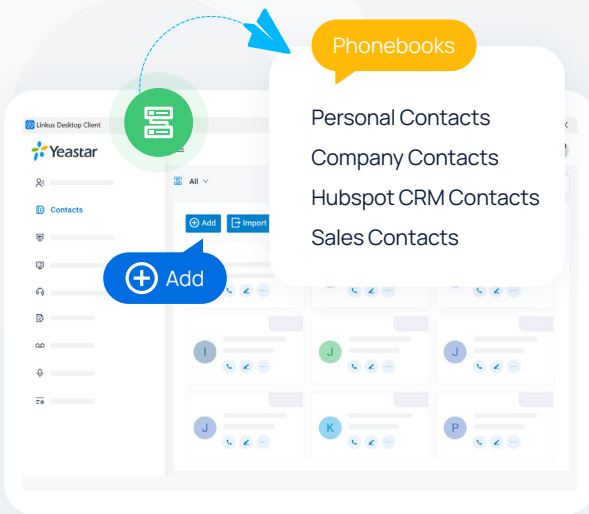 Phonebooks
Personal Contacts
Company Contacts
Hubspot CRM Contacts
Sales Contacts
Linkus Desktop Client
Yeastar
All
Contacts
Add
Import
Add
I
J
J
J
K
P